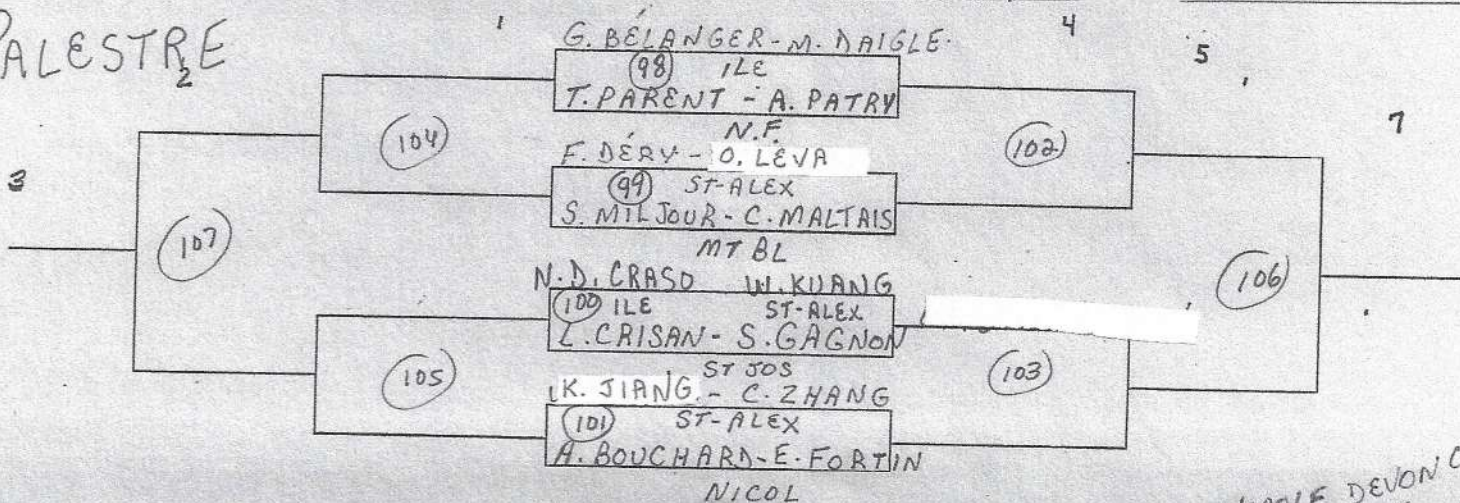 PALESTRE
1
2
3
4
5
7
G. BÉLANGER - M. DAIGLE.
98 ILE
T. PARENT - A. PATRY
N.F.
104
102
F. DÉRY - O. LEVA
99 ST-ALEX
S. MILJOUR - C. MALTAIS
MT BL
107
106
N.D. CRASO W. KUANG
100 ILE ST-ALEX
L. CRISAN - S. GAGNON
ST JOS
105
103
K. JIANG - C. ZHANG
101 ST-ALEX
A. BOUCHARD - E. FORTIN
NICOL
DEVON